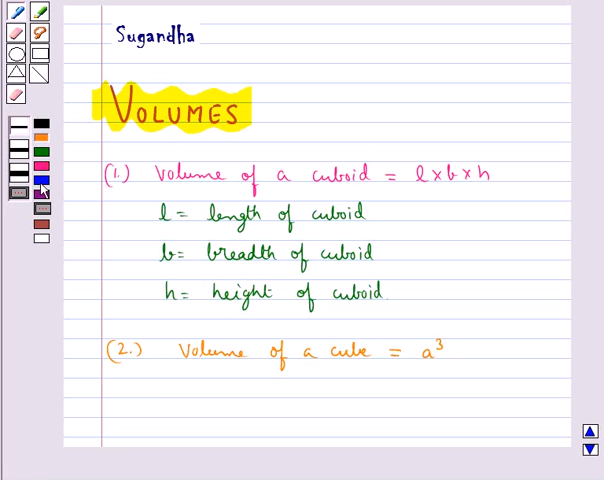 Sugandha
VOLUMES
(1.) Volume of a cuboid = l × b × h
l = length of cuboid
b = breadth of cuboid
h = height of cuboid
(2.) Volume of a cube = a³